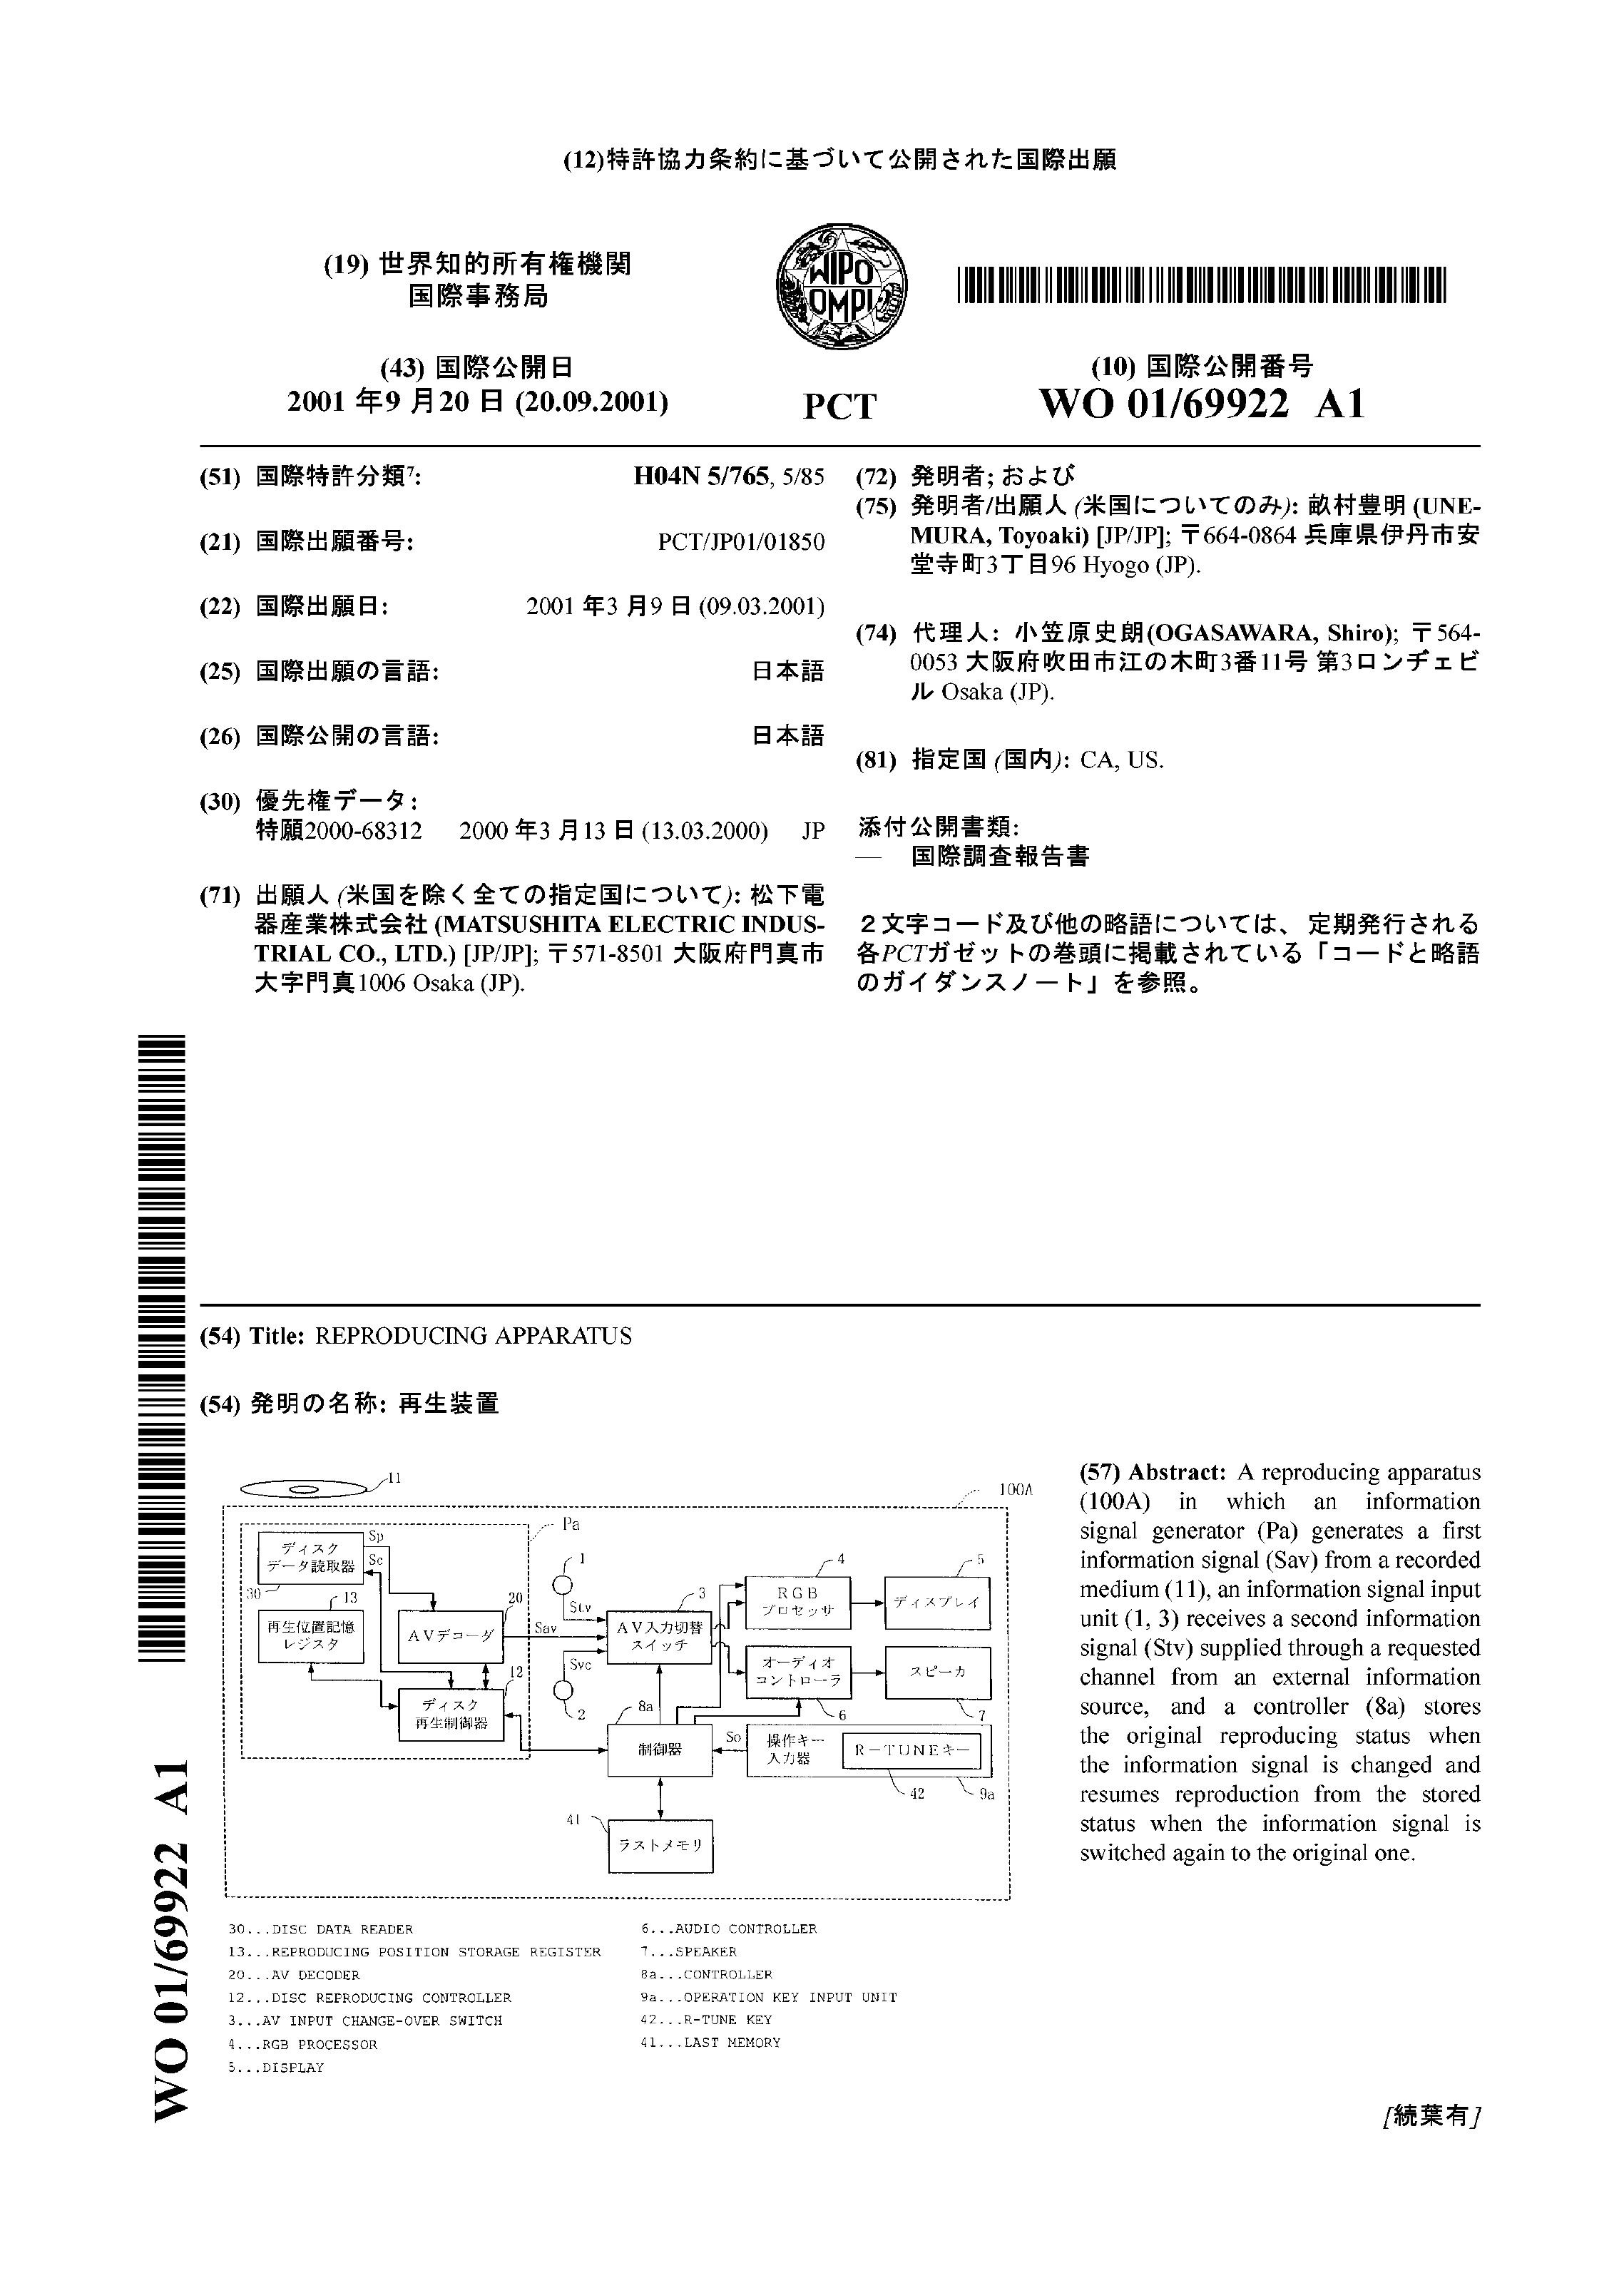 (12)特許協力条約に基づいて公開された国際出願
(19) 世界知的所有権機関
国際事務局
WIPO
OMPI
(43) 国際公開日
2001 年9 月20 日 (20.09.2001)
PCT
(10) 国際公開番号
WO 01/69922 A1
(51) 国際特許分類7: H04N 5/765, 5/85
(21) 国際出願番号: PCT/JP01/01850
(22) 国際出願日: 2001 年3 月9 日 (09.03.2001)
(25) 国際出願の言語: 日本語
(26) 国際公開の言語: 日本語
(30) 優先権データ:
特願2000-68312 2000 年3 月13 日 (13.03.2000) JP
(71) 出願人 (米国を除く全ての指定国について): 松下電
器産業株式会社 (MATSUSHITA ELECTRIC INDUS-
TRIAL CO., LTD.) [JP/JP]; 〒571-8501 大阪府門真市
大字門真1006 Osaka (JP).
(72) 発明者; および
(75) 発明者/出願人 (米国についてのみ): 畝村豊明 (UNE-
MURA, Toyoaki) [JP/JP]; 〒664-0864 兵庫県伊丹市安
堂寺町3丁目96 Hyogo (JP).
(74) 代理人: 小笠原史朗(OGASAWARA, Shiro); 〒564-
0053 大阪府吹田市江の木町3番11号 第3ロンヂェビ
ル Osaka (JP).
(81) 指定国 (国内): CA, US.
添付公開書類:
— 国際調査報告書
2文字コード及び他の略語については、 定期発行される
各PCTガゼットの巻頭に掲載されている「コードと略語
のガイダンスノート」を参照。
(54) Title: REPRODUCING APPARATUS
(54) 発明の名称: 再生装置
11
100A
Pa
ディスク
データ読取器
Sp
Sc
30
13
再生位置記憶
レジスタ
20
AVデコーダ
Sav
12
ディスク
再生制御器
1
Stv
Svc
2
3
AV入力切替
スイッチ
4
RGB
プロセッサ
5
ディスプレイ
オーディオ
コントローラ
6
スピーカ
7
8a
制御器
So
操作キー
入力器
R-TUNEキー
42
9a
41
ラストメモリ
30...DISC DATA READER
13...REPRODUCING POSITION STORAGE REGISTER
20...AV DECODER
12...DISC REPRODUCING CONTROLLER
3...AV INPUT CHANGE-OVER SWITCH
4...RGB PROCESSOR
5...DISPLAY
6...AUDIO CONTROLLER
7...SPEAKER
8a...CONTROLLER
9a...OPERATION KEY INPUT UNIT
42...R-TUNE KEY
41...LAST MEMORY
(57) Abstract: A reproducing apparatus
(100A) in which an information
signal generator (Pa) generates a first
information signal (Sav) from a recorded
medium (11), an information signal input
unit (1, 3) receives a second information
signal (Stv) supplied through a requested
channel from an external information
source, and a controller (8a) stores
the original reproducing status when
the information signal is changed and
resumes reproduction from the stored
status when the information signal is
switched again to the original one.
WO 01/69922 A1
[続葉有]